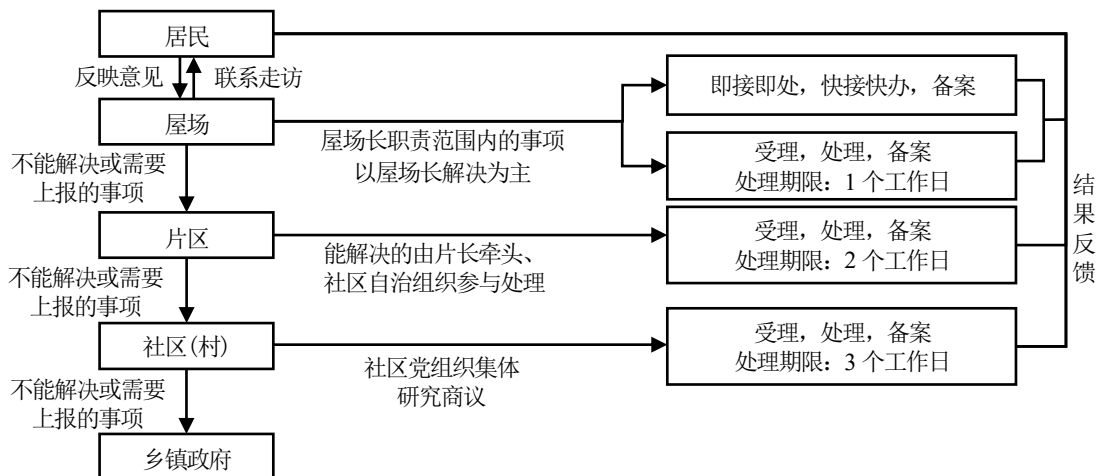 居民
反映意见
联系走访
屋场
屋场长职责范围内的事项
以屋场长解决为主
即接即处，快接快办，备案
受理，处理，备案
处理期限：1 个工作日
不能解决或需要
上报的事项
片区
能解决的由片长牵头、
社区自治组织参与处理
受理，处理，备案
处理期限：2 个工作日
不能解决或需要
上报的事项
社区(村)
社区党组织集体
研究商议
受理，处理，备案
处理期限：3 个工作日
不能解决或需要
上报的事项
乡镇政府
结果反馈